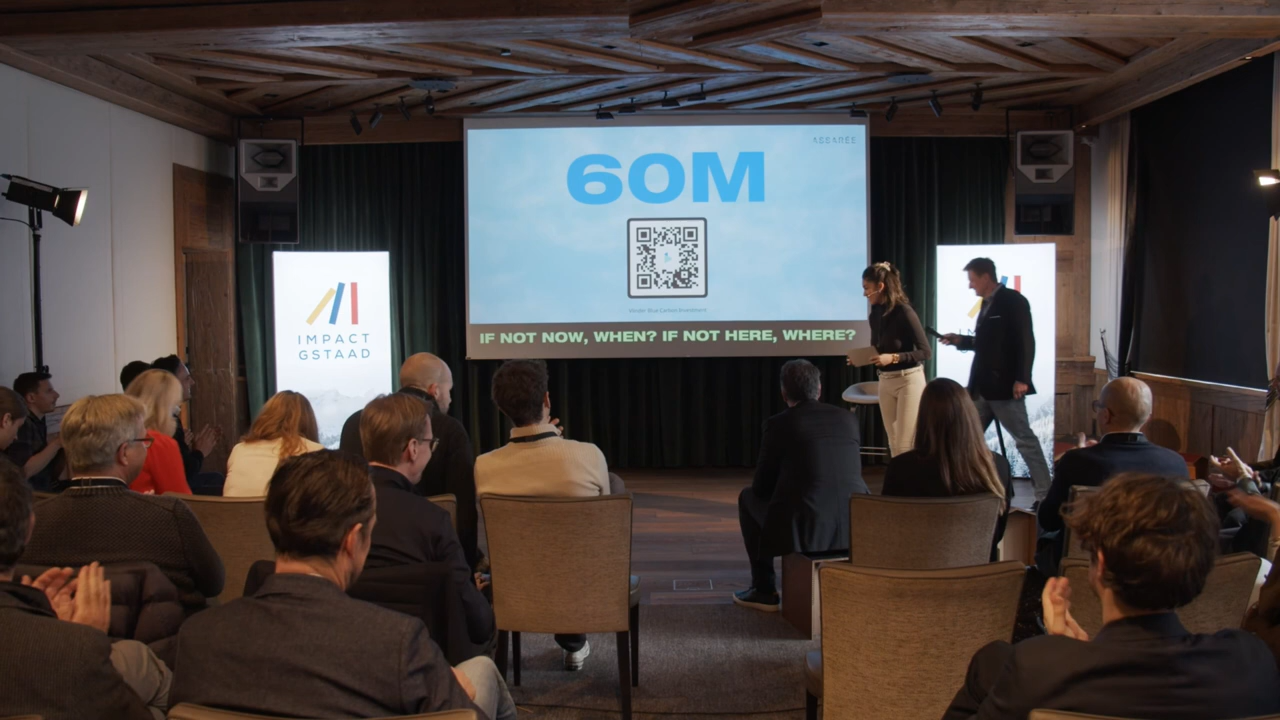 60M
IF NOT NOW, WHEN? IF NOT HERE, WHERE?
IMPACT
GSTAAD